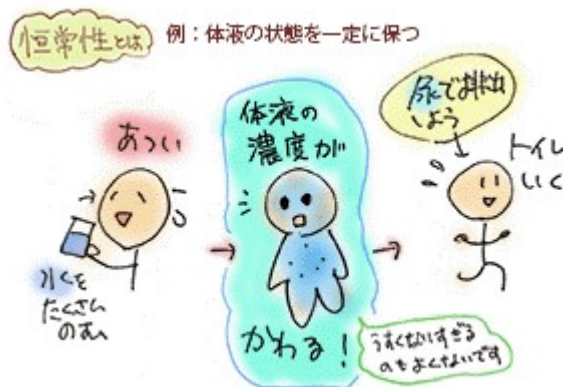 恒常性とは
例：体液の状態を一定に保つ
あつい
水を
たくさん
のむ
体液の
濃度が
かわる！
うすくなりすぎる
のもよくないです
尿で排出
しよう
トイレ
いく